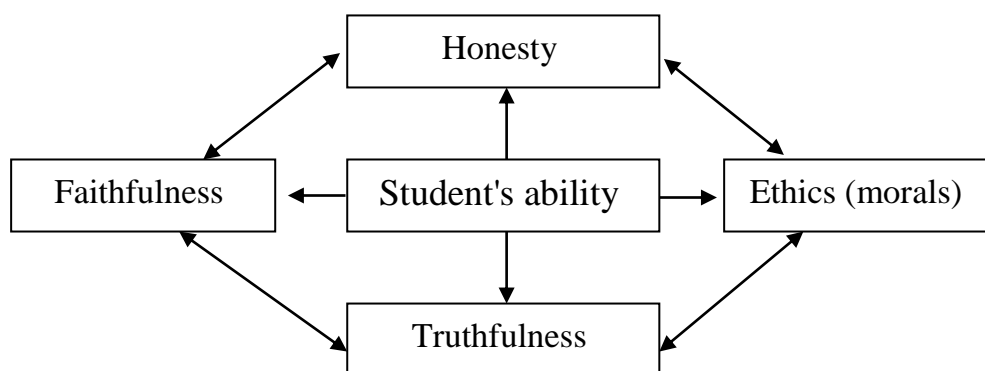 Honesty
Faithfulness
Student's ability
Ethics (morals)
Truthfulness